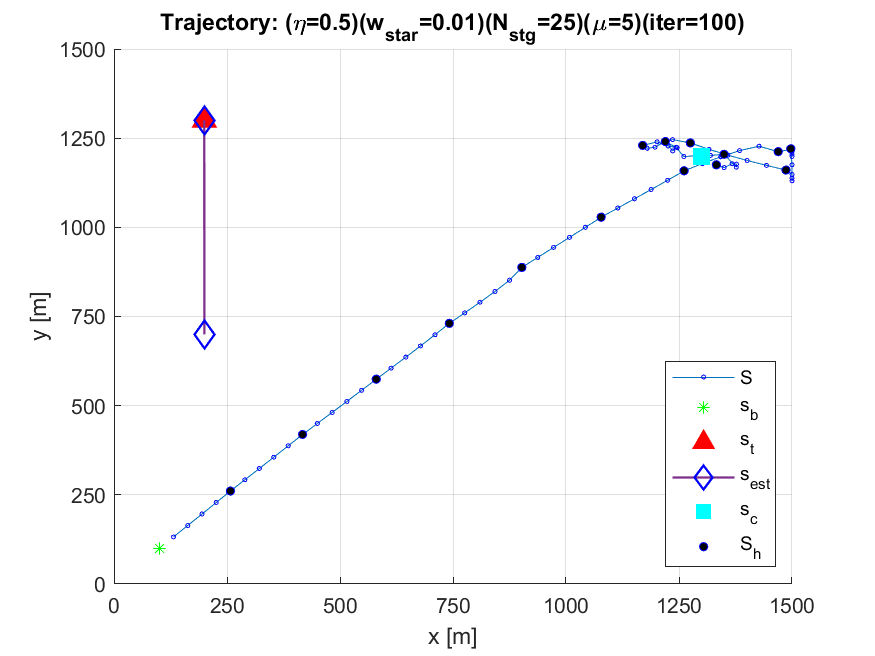 Trajectory: (η=0.5)(w_star=0.01)(N_stg=25)(μ=5)(iter=100)
1500
1250
1000
750
500
250
0
y [m]
S
s_b
s_t
s_est
s_c
S_h
0 250 500 750 1000 1250 1500
x [m]